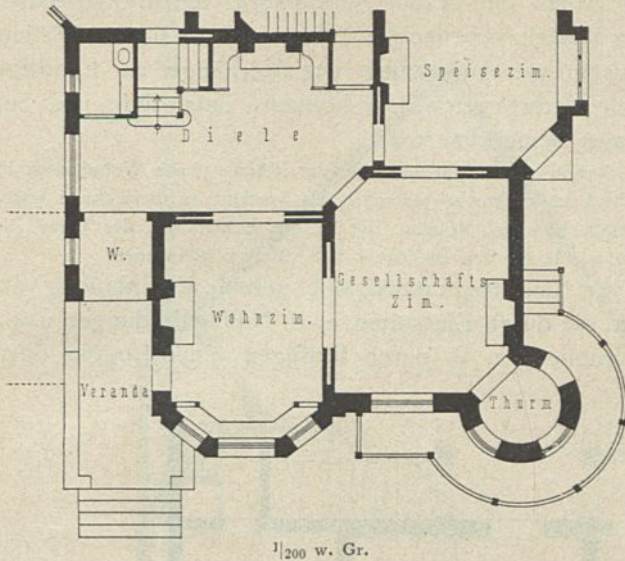 Speisezim.
Diele
W.
Gesellschafts-
Zim.
Wohnzim.
Veranda
Thurm
1|200 w. Gr.